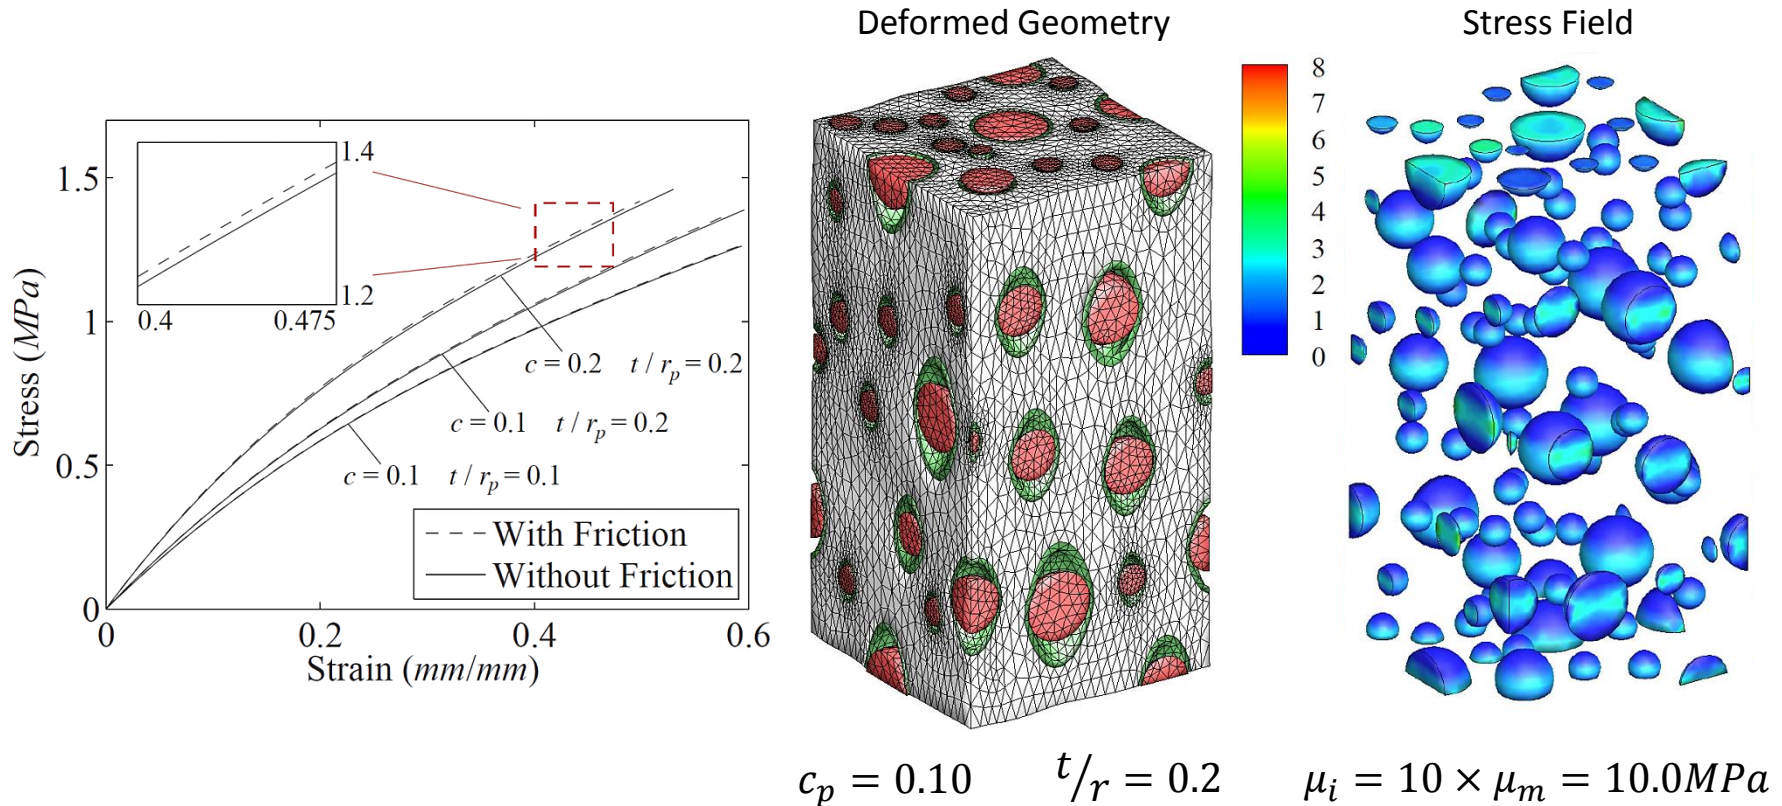 Deformed Geometry
Stress Field
Stress (MPa)
1.5
1
0.5
0
0
0.2
0.4
0.6
Strain (mm/mm)
1.4
1.2
0.4
0.475
c = 0.2 t / r_p = 0.2
c = 0.1 t / r_p = 0.2
c = 0.1 t / r_p = 0.1
With Friction
Without Friction
8
7
6
5
4
3
2
1
0
c_p = 0.10
t/r = 0.2
μ_i = 10 × μ_m = 10.0MPa